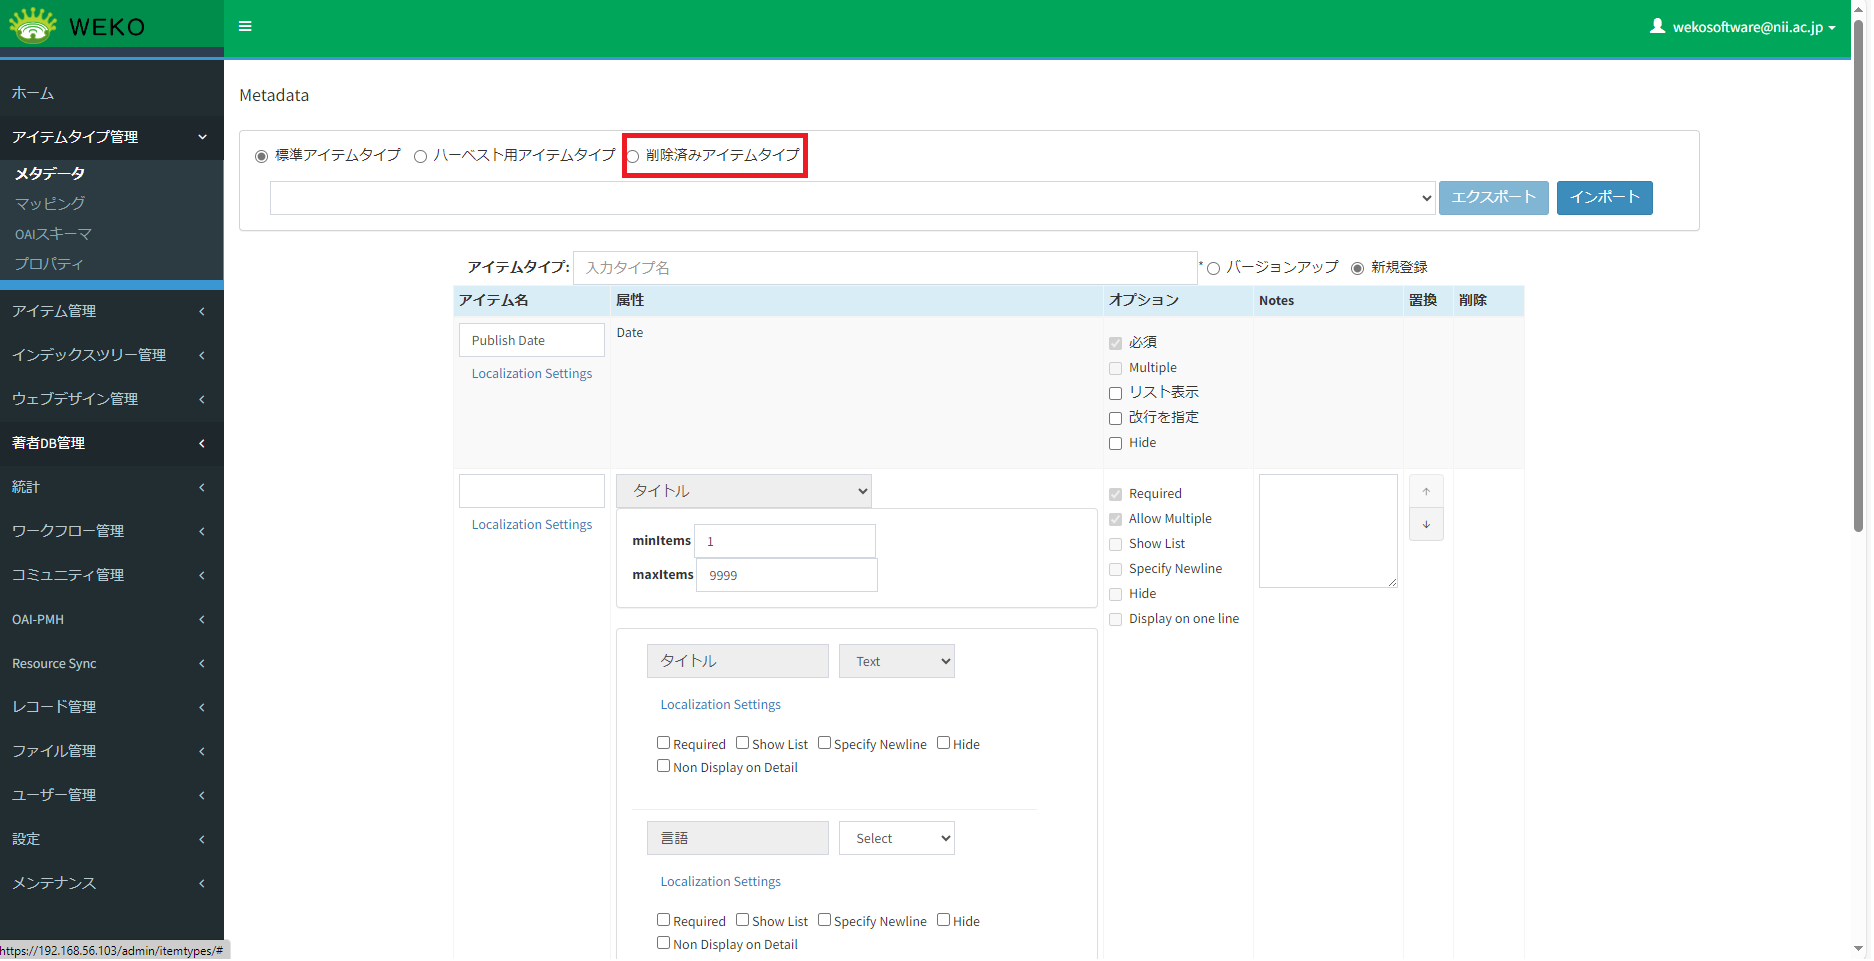 WEKO
wekosoftware@nii.ac.jp
ホーム
アイテムタイプ管理
メタデータ
マッピング
OAIスキーマ
プロパティ
アイテム管理
インデックスツリー管理
ウェブデザイン管理
著者DB管理
統計
ワークフロー管理
コミュニティ管理
OAI-PMH
Resource Sync
レコード管理
ファイル管理
ユーザー管理
設定
メンテナンス
https://192.168.56.103/admin/itemtypes/#
Metadata
標準アイテムタイプ ハーベスト用アイテムタイプ 削除済みアイテムタイプ
エクスポート インポート
アイテムタイプ: 入力タイプ名 * バージョンアップ 新規登録
アイテム名 属性 オプション Notes 置換 削除
Publish Date
Localization Settings
Date
必須
Multiple
リスト表示
改行を指定
Hide
Localization Settings
タイトル
minItems 1
maxItems 9999
タイトル Text
Localization Settings
Required Show List Specify Newline Hide
Non Display on Detail
言語 Select
Localization Settings
Required Show List Specify Newline Hide
Non Display on Detail
Required
Allow Multiple
Show List
Specify Newline
Hide
Display on one line
↑
↓